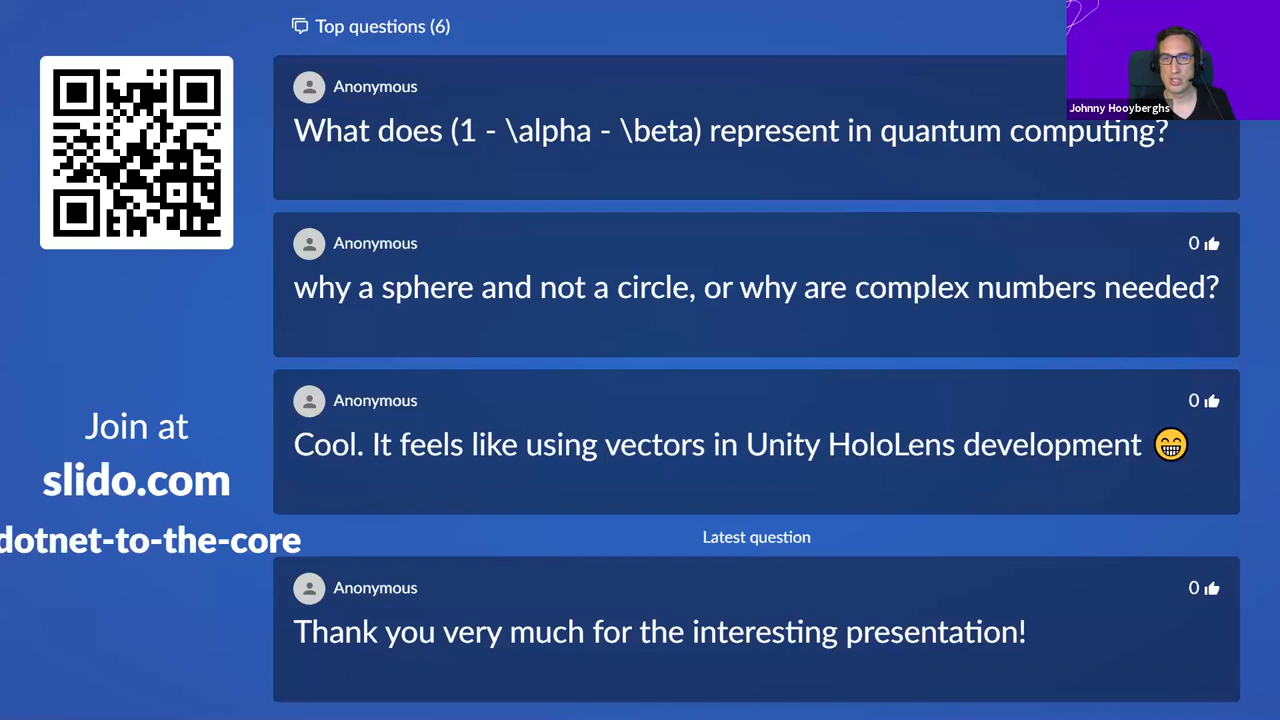 Top questions (6)
Anonymous
What does (1 - \alpha - \beta) represent in quantum computing?
Johnny Hooyberghs
Anonymous
0
why a sphere and not a circle, or why are complex numbers needed?
Anonymous
0
Cool. It feels like using vectors in Unity HoloLens development 😁
Join at
slido.com
dotnet-to-the-core
Latest question
Anonymous
0
Thank you very much for the interesting presentation!